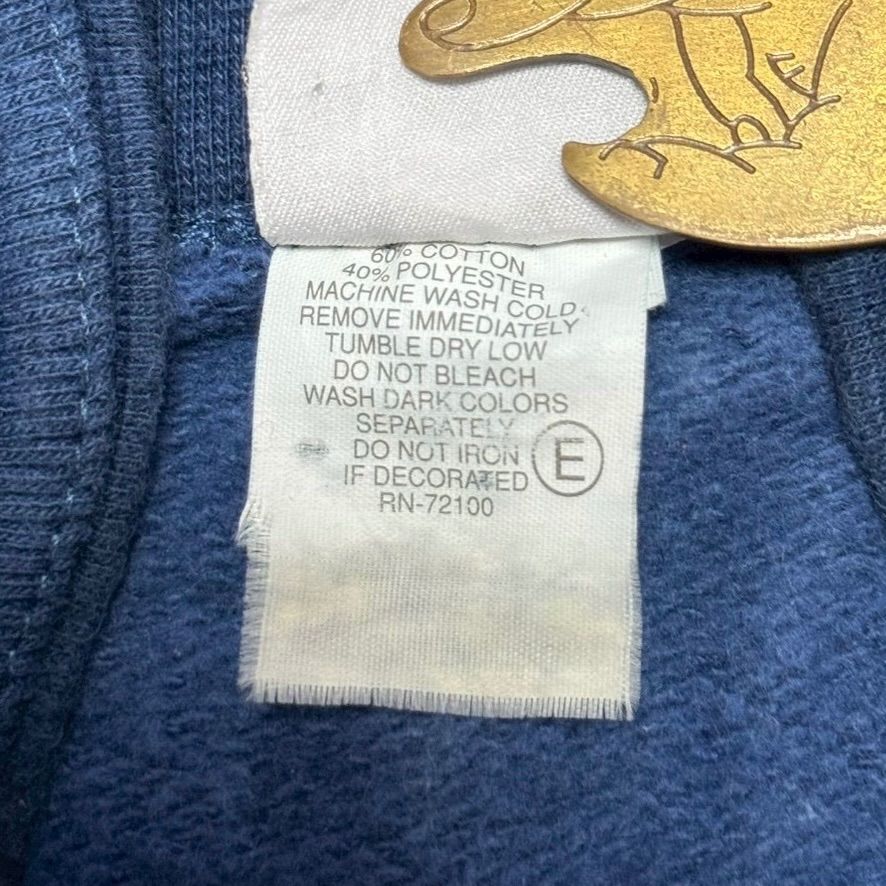 60% COTTON
40% POLYESTER
MACHINE WASH COLD
REMOVE IMMEDIATELY
TUMBLE DRY LOW
DO NOT BLEACH
WASH DARK COLORS
SEPARATELY
DO NOT IRON
E
IF DECORATED
RN-72100